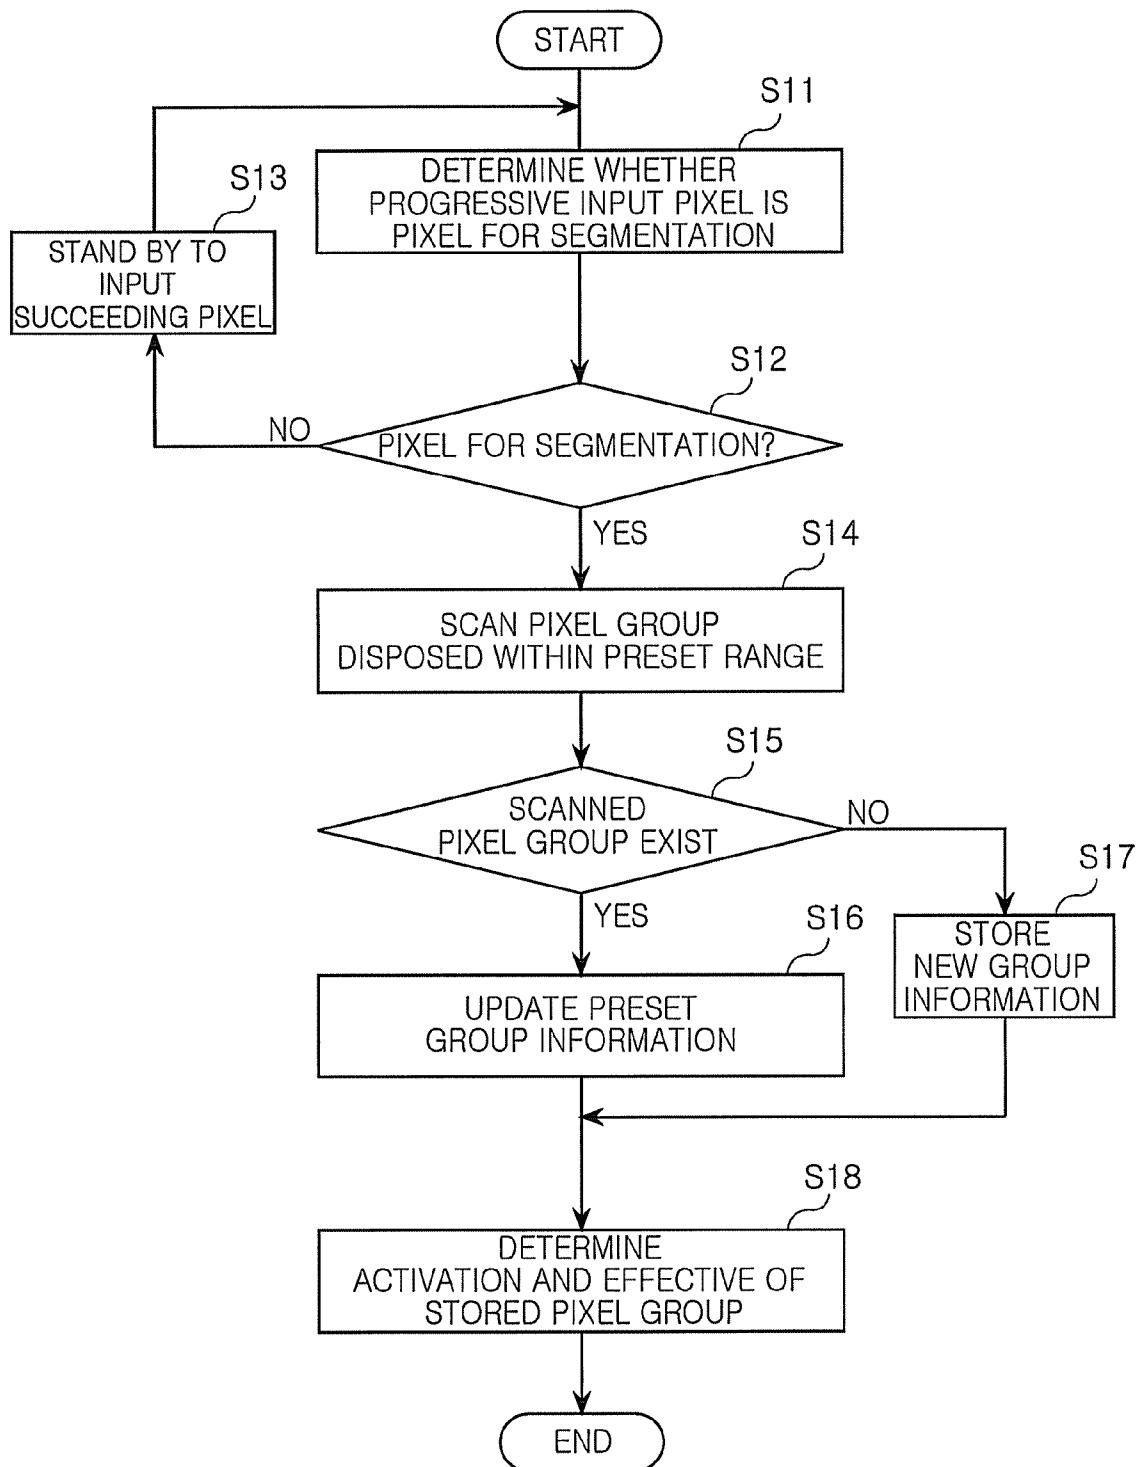 START
S11
DETERMINE WHETHER
PROGRESSIVE INPUT PIXEL IS
PIXEL FOR SEGMENTATION
S13
STAND BY TO
INPUT
SUCCEEDING PIXEL
S12
PIXEL FOR SEGMENTATION?
NO
YES
S14
SCAN PIXEL GROUP
DISPOSED WITHIN PRESET RANGE
S15
SCANNED
PIXEL GROUP EXIST
NO
YES
S17
STORE
NEW GROUP
INFORMATION
S16
UPDATE PRESET
GROUP INFORMATION
S18
DETERMINE
ACTIVATION AND EFFECTIVE OF
STORED PIXEL GROUP
END